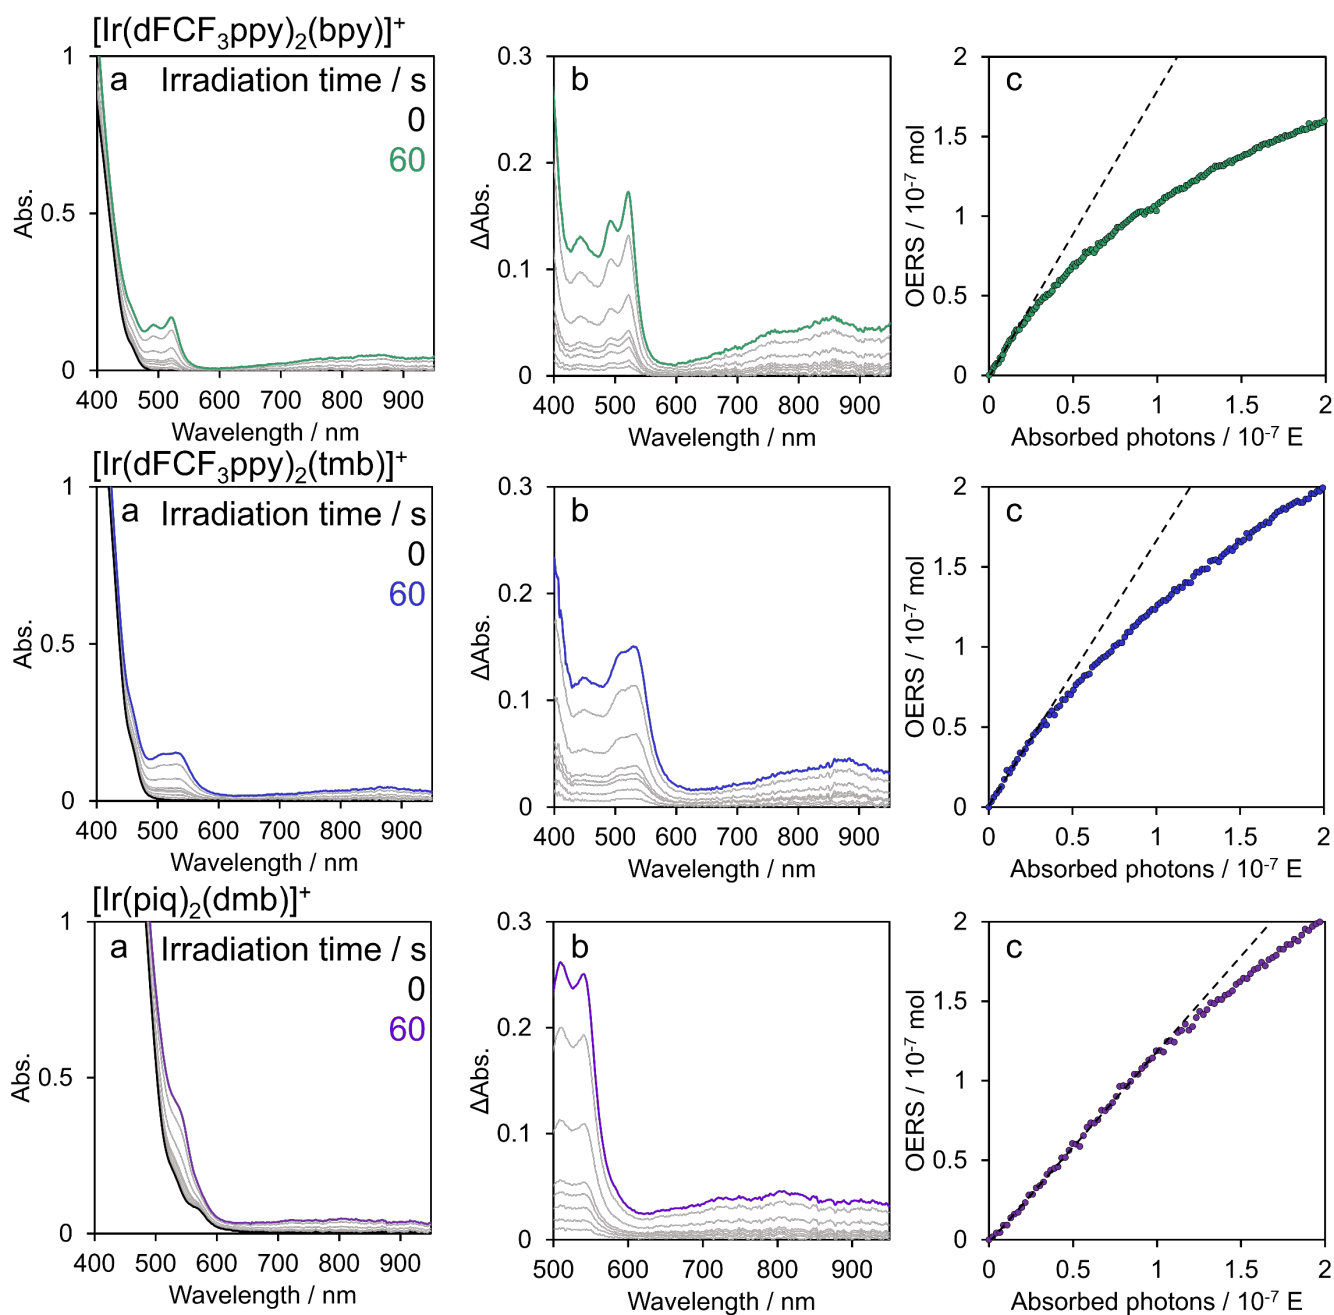 [Ir(dFCF₃ppy)₂(bpy)]⁺
a Irradiation time / s
0
60
Abs.
1
0.5
0
400 500 600 700 800 900
Wavelength / nm
b
ΔAbs.
0.3
0.2
0.1
0
400 500 600 700 800 900
Wavelength / nm
c
OERS / 10⁻⁷ mol
2
1.5
1
0.5
0
0 0.5 1 1.5 2
Absorbed photons / 10⁻⁷ E
[Ir(dFCF₃ppy)₂(tmb)]⁺
a Irradiation time / s
0
60
Abs.
1
0.5
0
400 500 600 700 800 900
Wavelength / nm
b
ΔAbs.
0.3
0.2
0.1
0
400 500 600 700 800 900
Wavelength / nm
c
OERS / 10⁻⁷ mol
2
1.5
1
0.5
0
0 0.5 1 1.5 2
Absorbed photons / 10⁻⁷ E
[Ir(piq)₂(dmb)]⁺
a Irradiation time / s
0
60
Abs.
1
0.5
0
400 500 600 700 800 900
Wavelength / nm
b
ΔAbs.
0.3
0.2
0.1
0
500 600 700 800 900
Wavelength / nm
c
OERS / 10⁻⁷ mol
2
1.5
1
0.5
0
0 0.5 1 1.5 2
Absorbed photons / 10⁻⁷ E